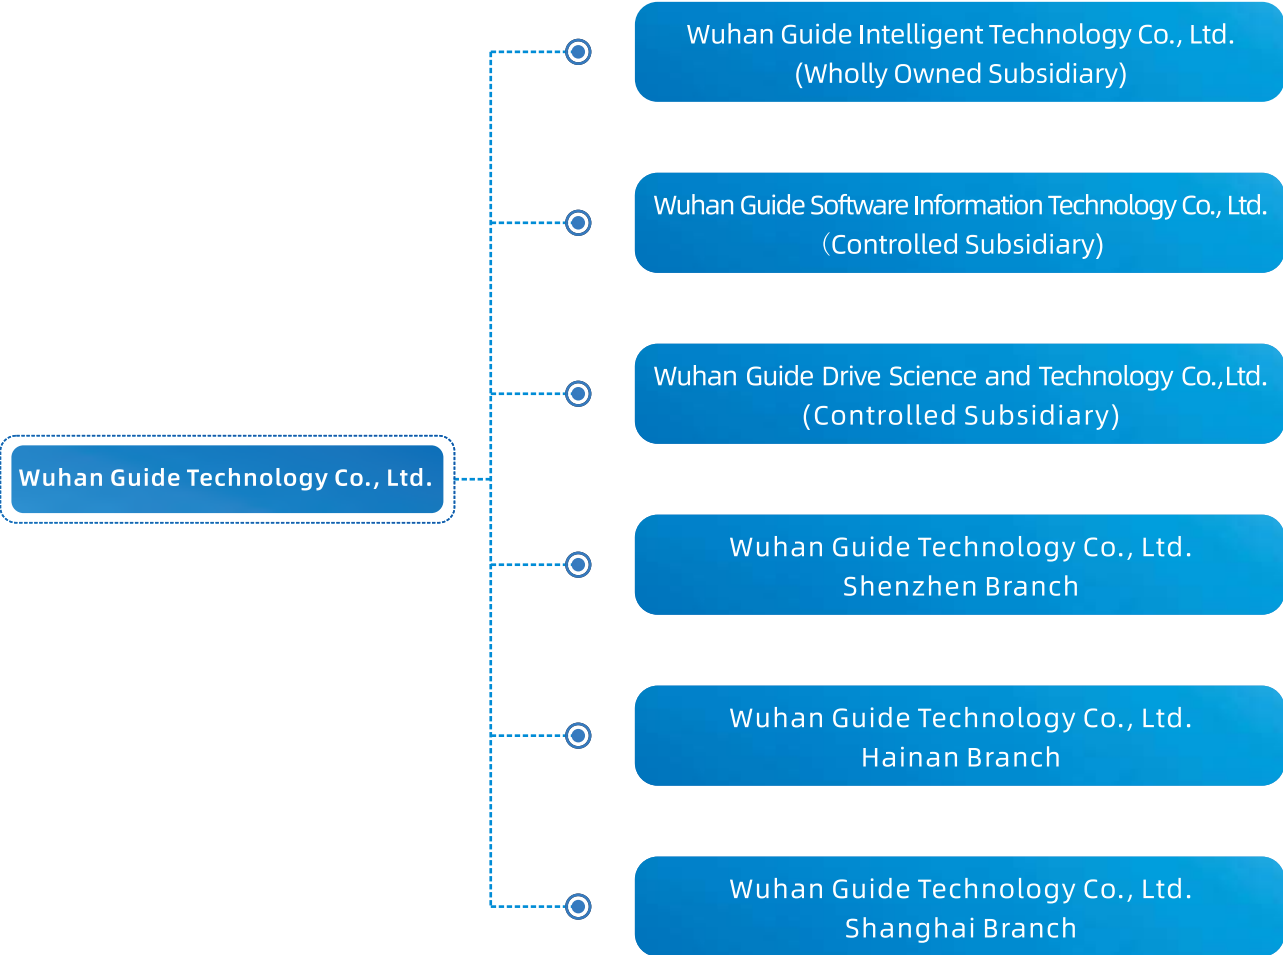 Wuhan Guide Technology Co., Ltd.
Wuhan Guide Intelligent Technology Co., Ltd.
(Wholly Owned Subsidiary)
Wuhan Guide Software Information Technology Co., Ltd.
（Controlled Subsidiary)
Wuhan Guide Drive Science and Technology Co.,Ltd.
(Controlled Subsidiary)
Wuhan Guide Technology Co., Ltd.
Shenzhen Branch
Wuhan Guide Technology Co., Ltd.
Hainan Branch
Wuhan Guide Technology Co., Ltd.
Shanghai Branch